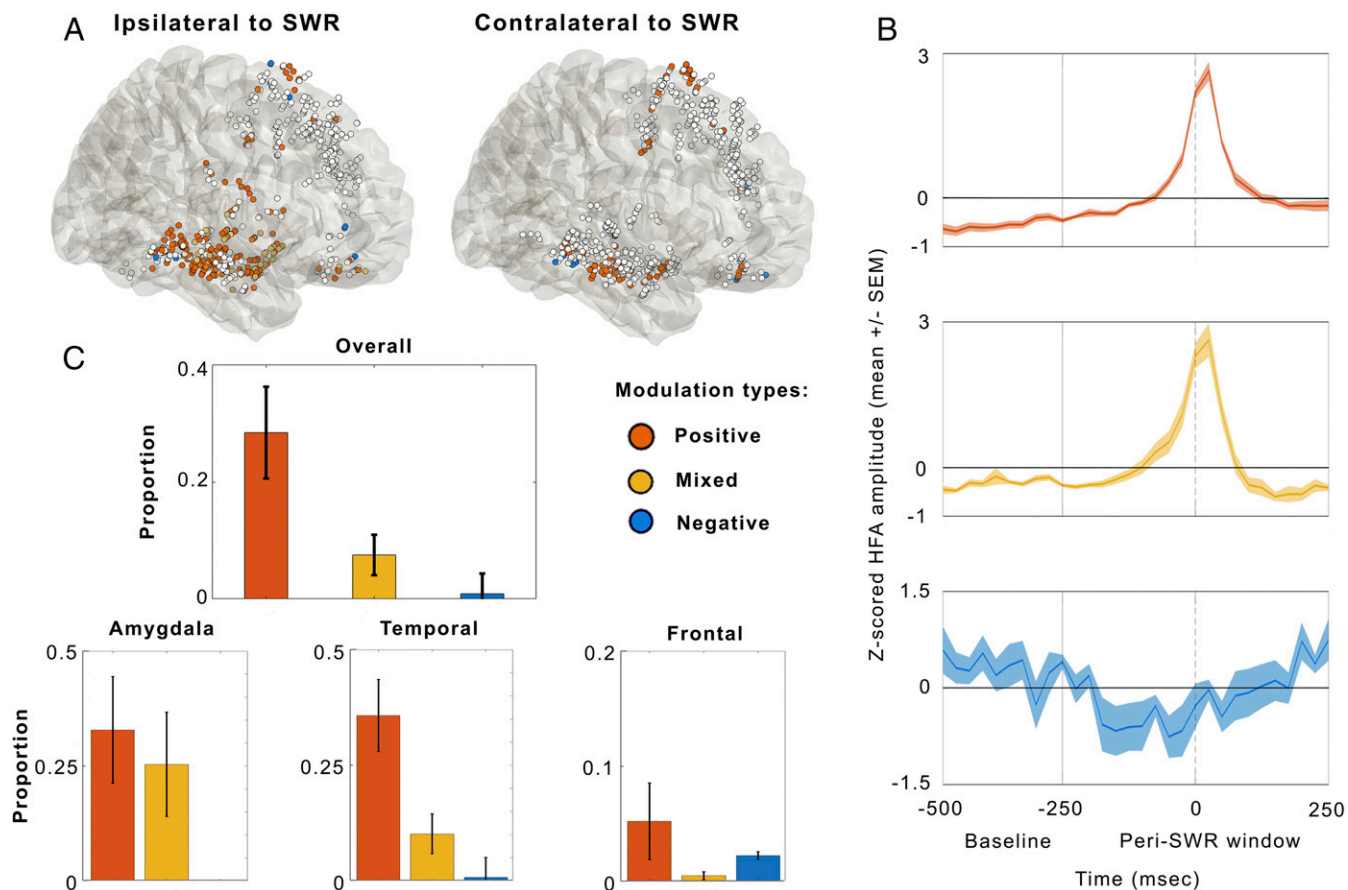 A
Ipsilateral to SWR
Contralateral to SWR
B
3
0
-1
3
0
-1
1.5
0
-1.5
-500
-250
0
250
Baseline
Peri-SWR window
Time (msec)
Z-scored HFA amplitude (mean +/- SEM)
C
Overall
0.4
0.2
0
Proportion
Modulation types:
Positive
Mixed
Negative
Amygdala
0.5
0.25
0
Proportion
Temporal
0.5
0.25
0
Frontal
0.2
0.1
0